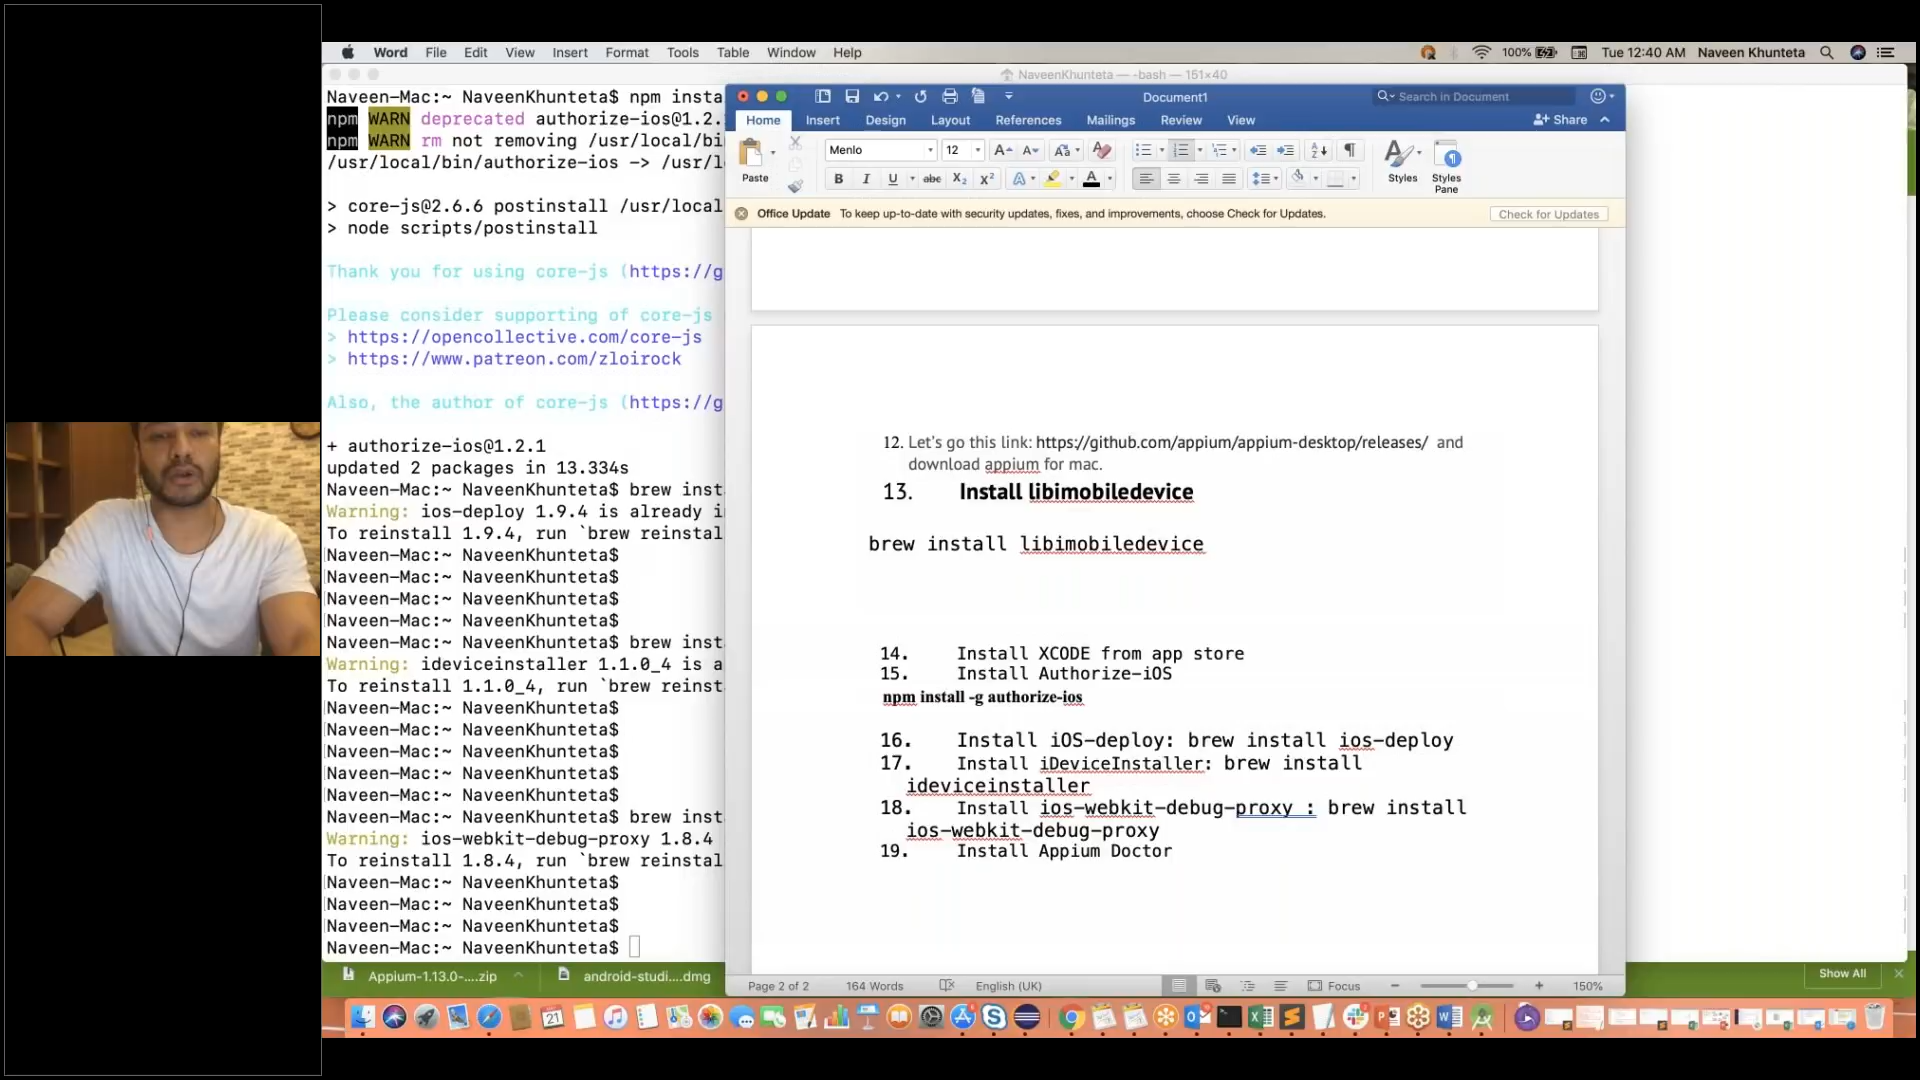 Word File Edit View Insert Format Tools Table Window Help
100% Tue 12:40 AM Naveen Khunteta
NaveenKhunteta — -bash — 151×40
Naveen-Mac:~ NaveenKhunteta$ npm insta
npm WARN deprecated authorize-ios@1.2.
npm WARN rm not removing /usr/local/bi
/usr/local/bin/authorize-ios -> /usr/l
> core-js@2.6.6 postinstall /usr/local
> node scripts/postinstall
Thank you for using core-js (https://g
Please consider supporting of core-js
> https://opencollective.com/core-js
> https://www.patreon.com/zloirock
Also, the author of core-js (https://g
+ authorize-ios@1.2.1
updated 2 packages in 13.334s
Naveen-Mac:~ NaveenKhunteta$ brew inst
Warning: ios-deploy 1.9.4 is already i
To reinstall 1.9.4, run `brew reinstal
Naveen-Mac:~ NaveenKhunteta$
Naveen-Mac:~ NaveenKhunteta$
Naveen-Mac:~ NaveenKhunteta$
Naveen-Mac:~ NaveenKhunteta$
Naveen-Mac:~ NaveenKhunteta$ brew inst
Warning: ideviceinstaller 1.1.0_4 is a
To reinstall 1.1.0_4, run `brew reinst
Naveen-Mac:~ NaveenKhunteta$
Naveen-Mac:~ NaveenKhunteta$
Naveen-Mac:~ NaveenKhunteta$
Naveen-Mac:~ NaveenKhunteta$
Naveen-Mac:~ NaveenKhunteta$
Naveen-Mac:~ NaveenKhunteta$ brew inst
Warning: ios-webkit-debug-proxy 1.8.4
To reinstall 1.8.4, run `brew reinstal
Naveen-Mac:~ NaveenKhunteta$
Naveen-Mac:~ NaveenKhunteta$
Naveen-Mac:~ NaveenKhunteta$
Naveen-Mac:~ NaveenKhunteta$
Document1
Search in Document
Home Insert Design Layout References Mailings Review View Share
Paste
Menlo 12
Styles Styles Pane
Office Update To keep up-to-date with security updates, fixes, and improvements, choose Check for Updates. Check for Updates
12. Let's go this link: https://github.com/appium/appium-desktop/releases/ and
download appium for mac.
13. Install libimobiledevice
brew install libimobiledevice
14. Install XCODE from app store
15. Install Authorize-iOS
npm install -g authorize-ios
16. Install iOS-deploy: brew install ios-deploy
17. Install iDeviceInstaller: brew install
ideviceinstaller
18. Install ios-webkit-debug-proxy : brew install
ios-webkit-debug-proxy
19. Install Appium Doctor
Page 2 of 2 164 Words English (UK) Focus 150%
Appium-1.13.0-....zip android-studi....dmg Show All
21